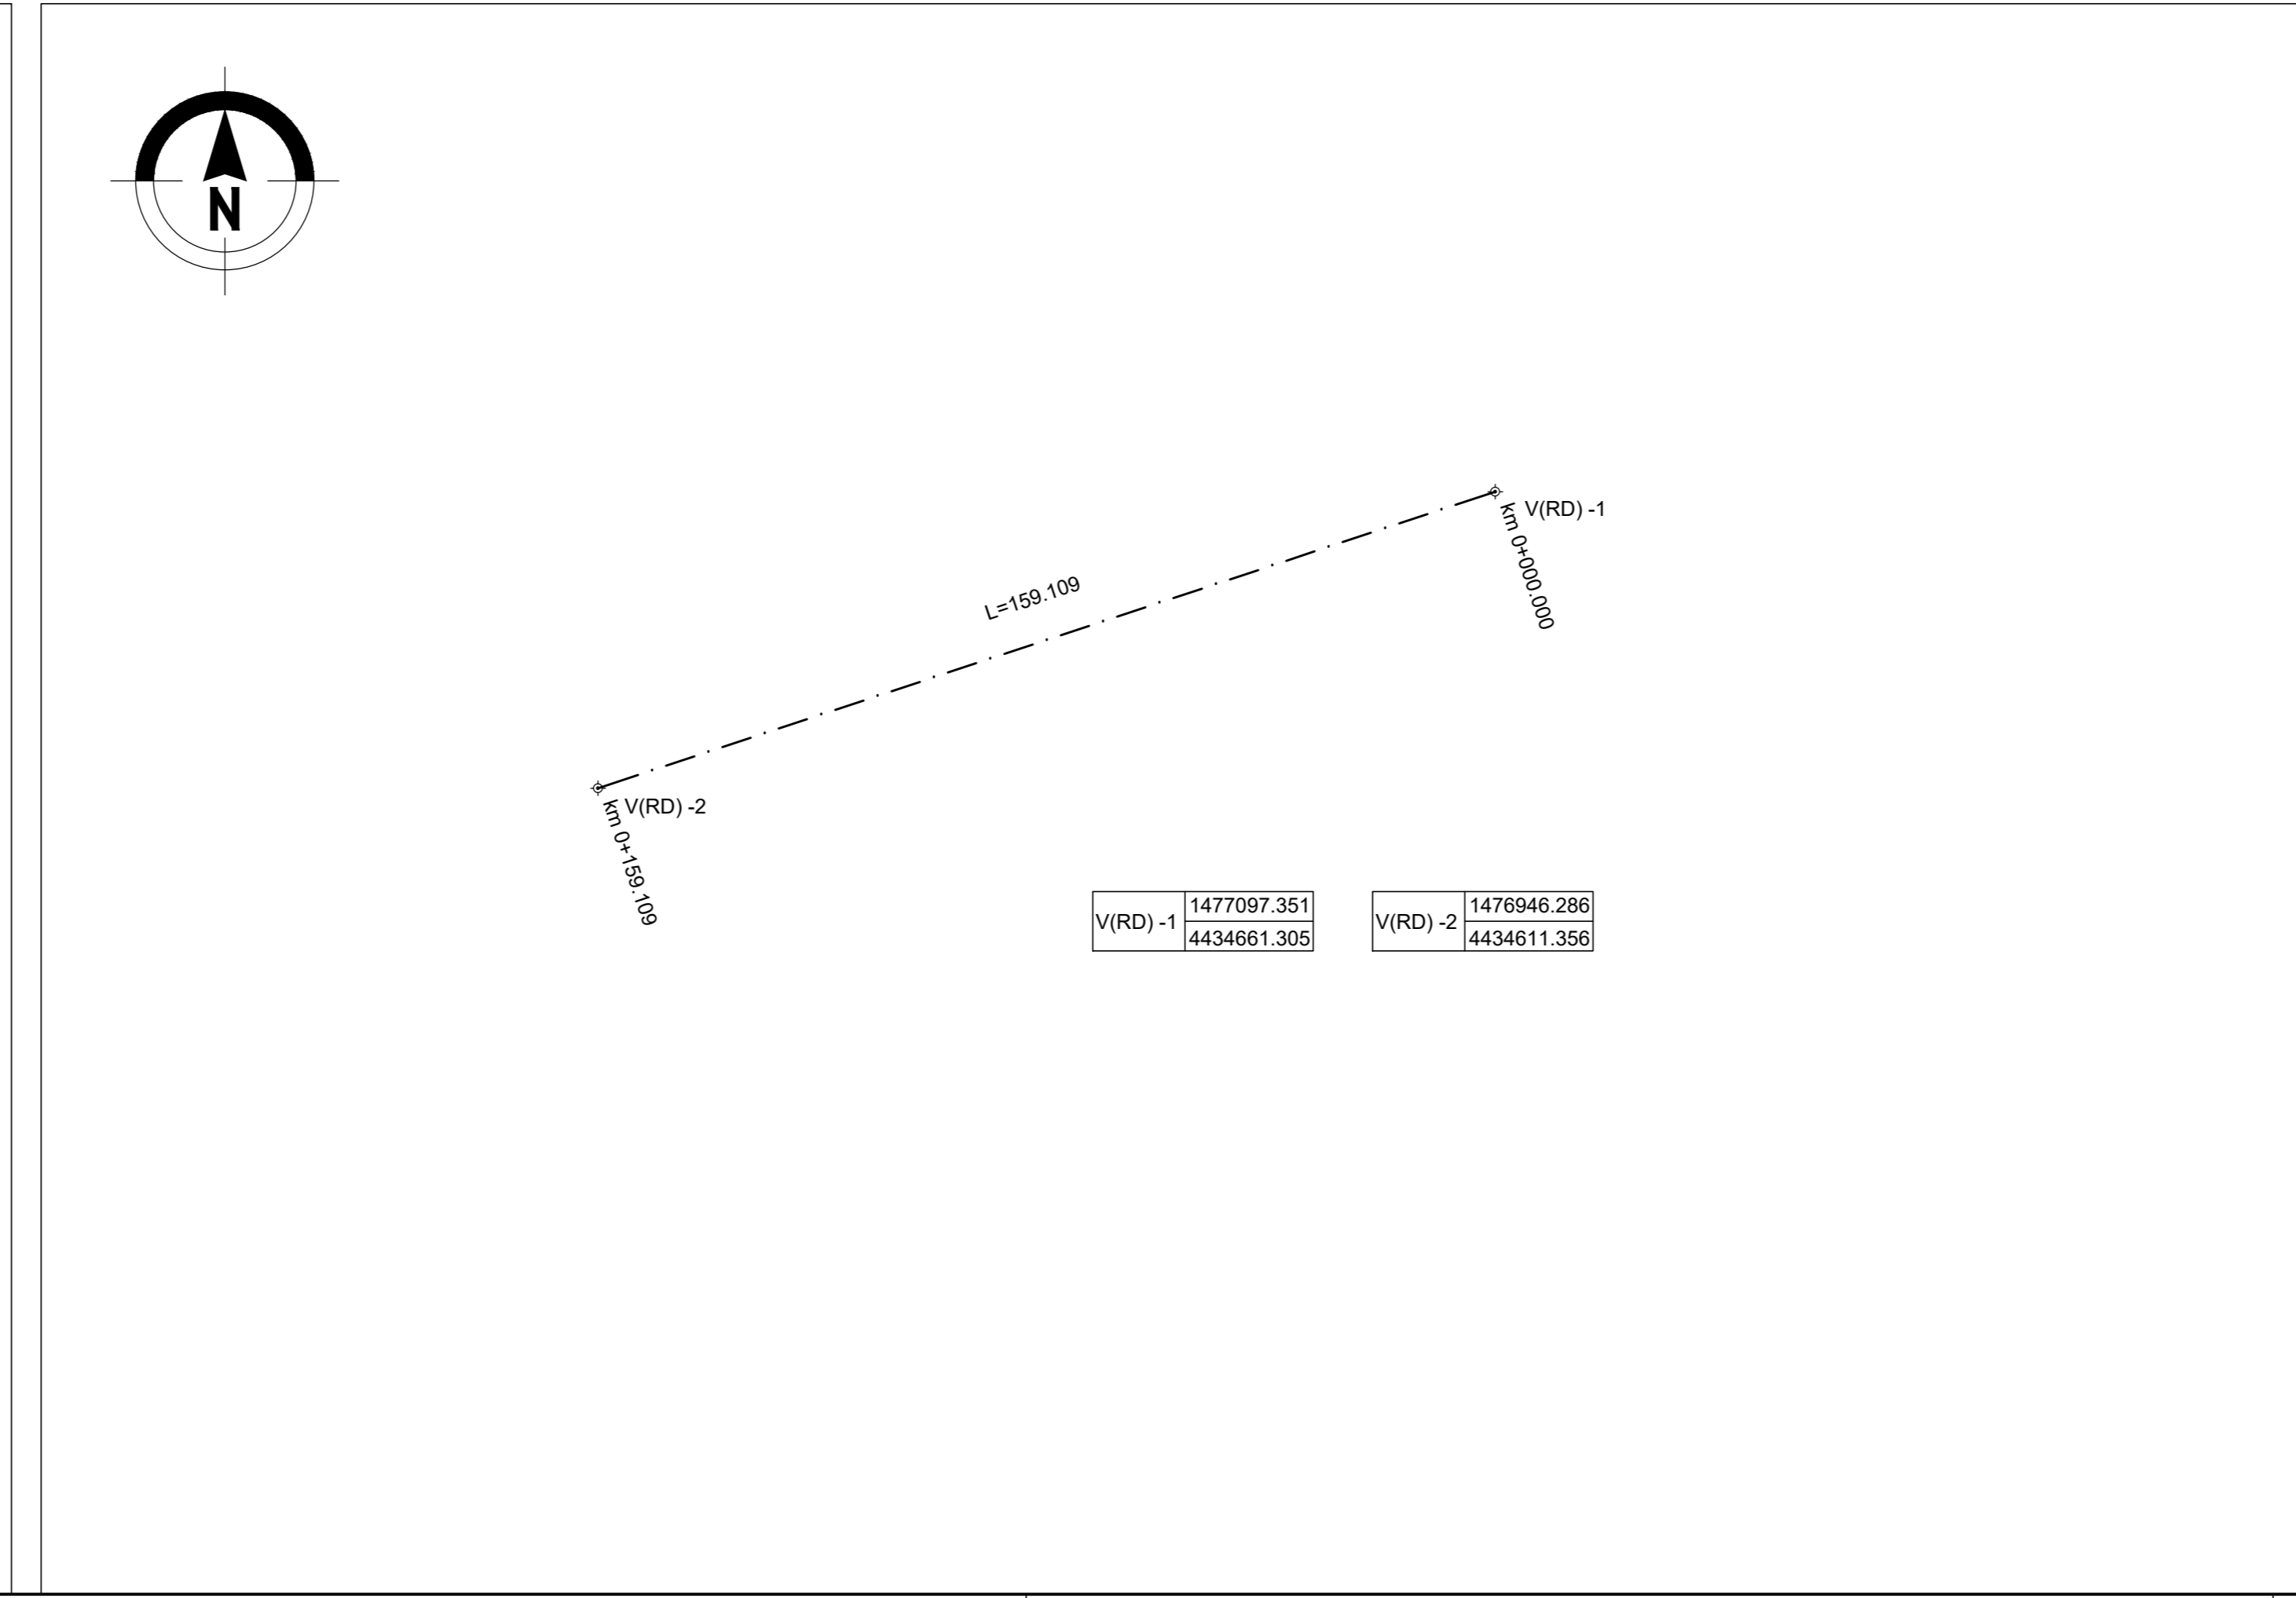 N
V(RD) -1
km 0+000.000
L=159.109
V(RD) -2
km 0+159.109
V(RD) -1
1477097.351
4434661.305
V(RD) -2
1476946.286
4434611.356